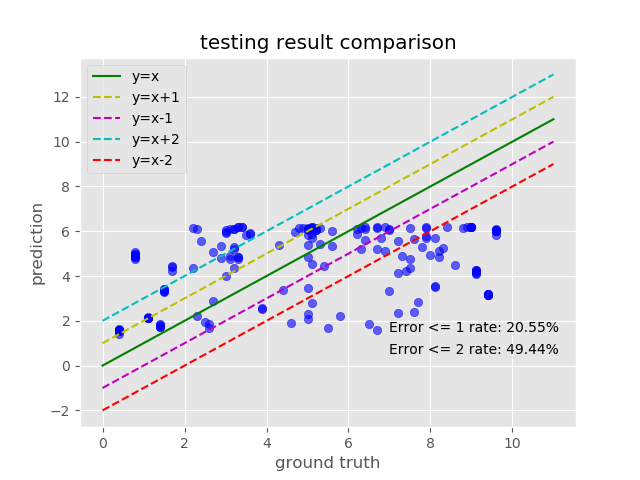 testing result comparison
y=x
y=x+1
y=x-1
y=x+2
y=x-2
12
10
8
6
4
2
0
−2
prediction
Error <= 1 rate: 20.55%
Error <= 2 rate: 49.44%
0
2
4
6
8
10
ground truth